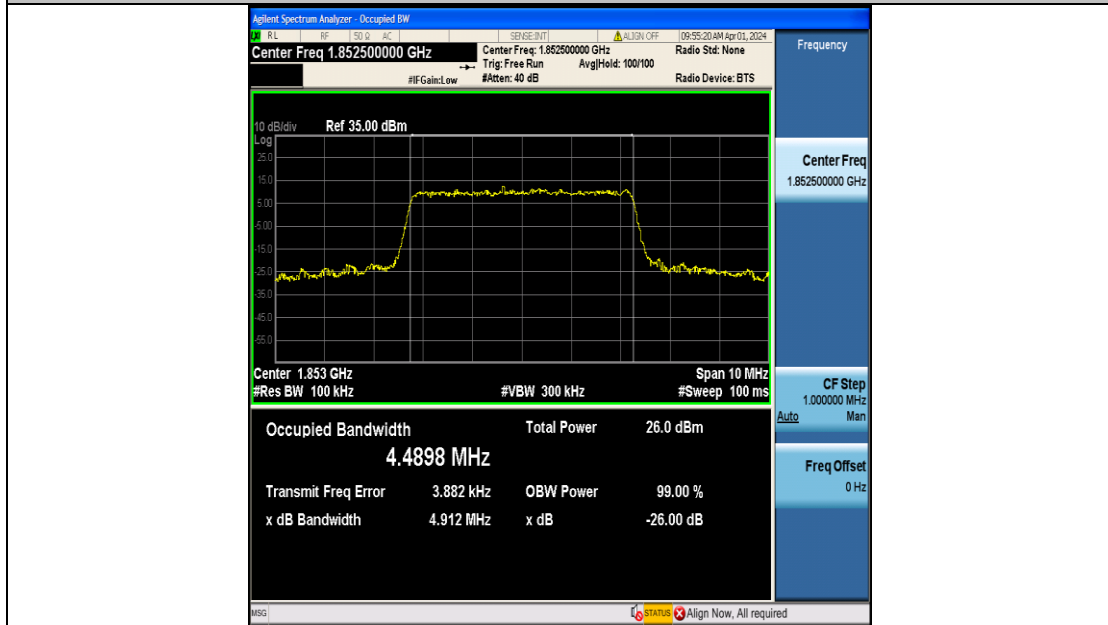 Agilent Spectrum Analyzer - Occupied BW
RL RF 50 Ω AC SENSE:INT ALIGN OFF 09:55:20 AM Apr 01, 2024
Center Freq 1.852500000 GHz
Center Freq: 1.852500000 GHz Radio Std: None
Trig: Free Run Avg|Hold: 100/100
#IFGain:Low #Atten: 40 dB Radio Device: BTS
10 dB/div Ref 35.00 dBm
Log
25.0
15.0
5.00
-5.00
-15.0
-25.0
-35.0
-45.0
-55.0
Center 1.853 GHz Span 10 MHz
#Res BW 100 kHz #VBW 300 kHz #Sweep 100 ms
Occupied Bandwidth Total Power 26.0 dBm
4.4898 MHz
Transmit Freq Error 3.882 kHz OBW Power 99.00 %
x dB Bandwidth 4.912 MHz x dB -26.00 dB
Frequency
Center Freq
1.852500000 GHz
CF Step
1.000000 MHz
Auto Man
Freq Offset
0 Hz
MSG STATUS Align Now, All required